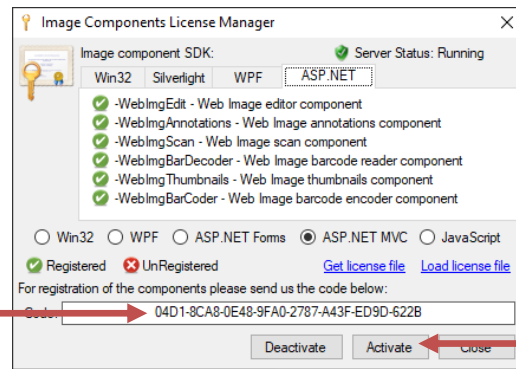 Image Components License Manager
Image component SDK: Server Status: Running
Win32 Silverlight WPF ASP.NET
-WebImgEdit - Web Image editor component
-WebImgAnnotations - Web Image annotations component
-WebImgScan - Web Image scan component
-WebImgBarDecoder - Web Image barcode reader component
-WebImgThumbnails - Web Image thumbnails component
-WebImgBarCoder - Web Image barcode encoder component
Win32 WPF ASP.NET Forms ASP.NET MVC JavaScript
Registered UnRegistered Get license file Load license file
For registration of the components please send us the code below:
Code: 04D1-8CA8-0E48-9FA0-2787-A43F-ED9D-622B
Deactivate Activate Close